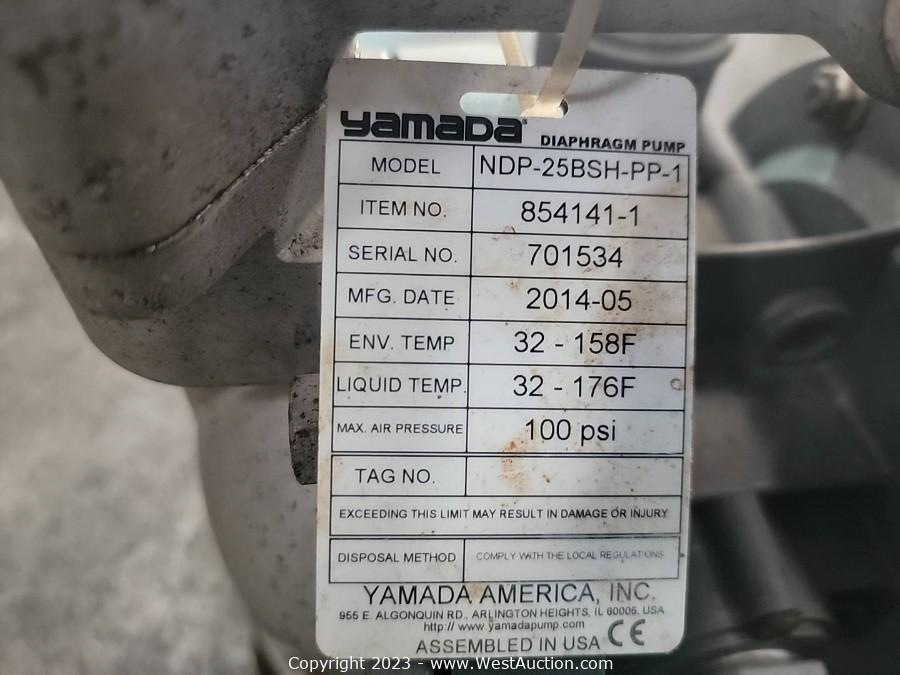 yamada
DIAPHRAGM PUMP
MODEL NDP-25BSH-PP-1
ITEM NO. 854141-1
SERIAL NO. 701534
MFG. DATE 2014-05
ENV. TEMP 32 - 158F
LIQUID TEMP. 32 - 176F
MAX. AIR PRESSURE 100 psi
TAG NO.
EXCEEDING THIS LIMIT MAY RESULT IN DAMAGE OR INJURY
DISPOSAL METHOD COMPLY WITH THE LOCAL REGULATIONS
YAMADA AMERICA, INC.
955 E. ALGONQUIN RD., ARLINGTON HEIGHTS, IL 60005, USA
http:// www.yamadapump.com
ASSEMBLED IN USA CE
Copyright 2023 - www.WestAuction.com